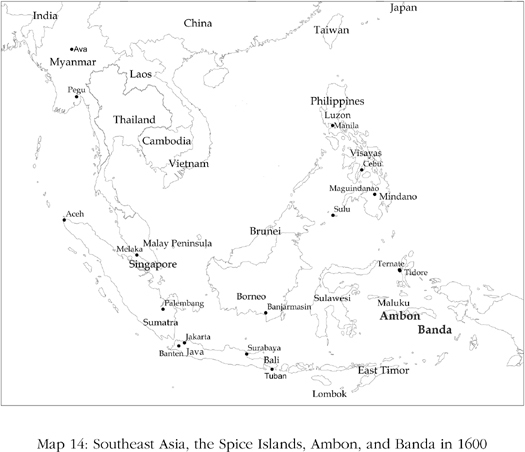 Japan
India
China
Taiwan
Ava
Myanmar
Laos
Pegu
Philippines
Luzon
Thailand
Manila
Cambodia
Visayas
Vietnam
Cebu
Maguindanao
Mindano
Aceh
Sulu
Brunei
Malay Peninsula
Melaka
Singapore
Ternate
Tidore
Borneo
Sulawesi
Maluku
Palembang
Banjarmasin
Ambon
Sumatra
Banda
Jakarta
Surabaya
Banten
Java
Bali
East Timor
Tuban
Lombok
Map 14: Southeast Asia, the Spice Islands, Ambon, and Banda in 1600